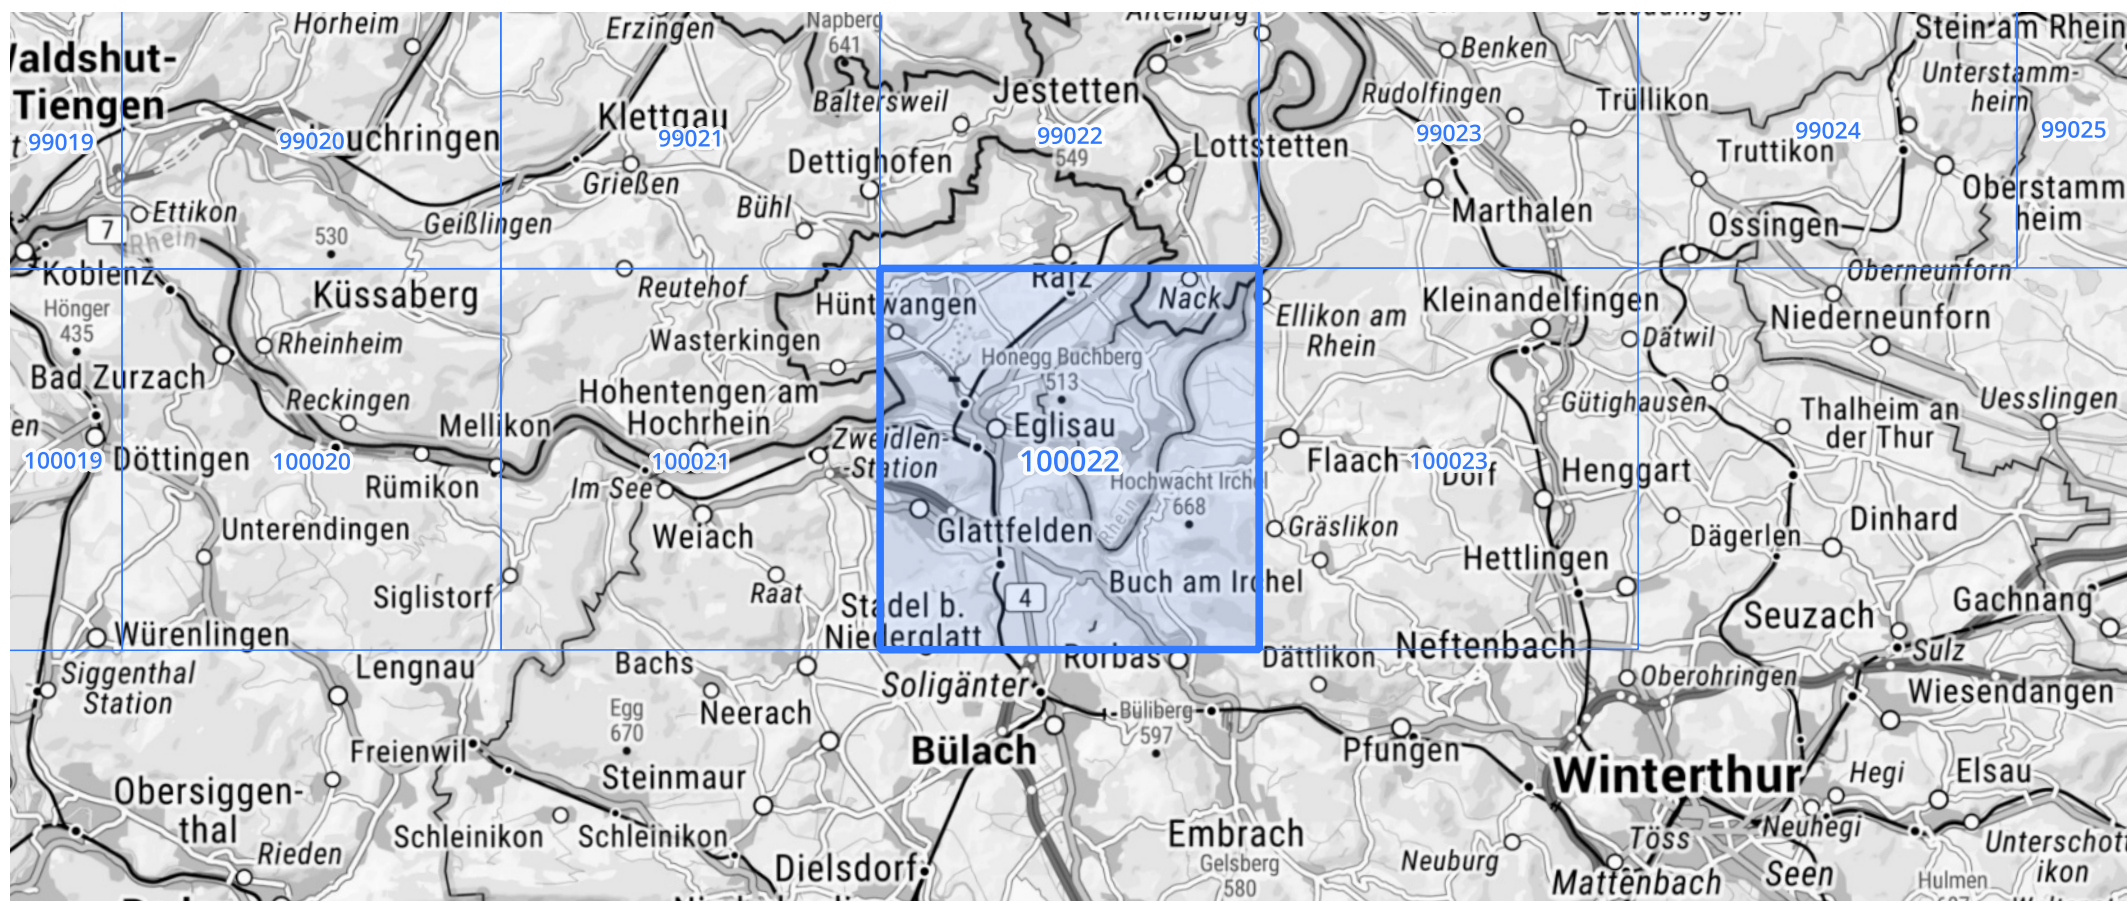 Horheim
Erzingen
Napberg
641
Benken
Stein am Rhein
Waldshut-
Tiengen
Baltersweil
Jestetten
Rudolfingen
Trüllikon
Unterstamm-
heim
Klettgau
99019
99020
uchringen
99021
99022
99023
99024
99025
Dettighofen
549
Lottstetten
Truttikon
Grießen
Oberstamm
heim
Ettikon
Geißlingen
Bühl
Marthalen
Ossingen
7
Rhein
530
Koblenz
Oberneunforn
Küssaberg
Reutehof
Hüntwangen
Rafz
Nack
Ellikon am
Rhein
Kleinandelfingen
Niederneunforn
Hönger
435
Rheinheim
Wasterkingen
Dätwil
Honegg Buchberg
513
Bad Zurzach
Reckingen
Hohentengen am
Hochrhein
Gütighausen
Uesslingen
Thalheim an
der Thur
en
Mellikon
Zweidlen-
-Station
Eglisau
100019
Döttingen
100020
100021
100022
Flaach
100023
Dorf
Henggart
Rümikon
Im See
Hochwacht Irchel
668
Unterendingen
Weiach
Glattfelden
Rhein
Gräslikon
Dägerlen
Dinhard
Hettlingen
Siglistorf
Raat
Stadel b.
Niederglatt
4
Buch am Irchel
Seuzach
Gachnang
Würenlingen
Siggenthal
Station
Lengnau
Bachs
Rorbas
Dättlikon
Neftenbach
Sulz
Soligänter
Oberohringen
Wiesendangen
Egg
670
Neerach
Büliberg
597
Freienwil
Bülach
Pfungen
Steinmaur
Winterthur
Hegi
Elsau
Obersiggen-
thal
Schleinikon
Schleinikon
Embrach
Töss
Neuhegi
Unterschott
ikon
Rieden
Dielsdorf
Gelsberg
580
Neuburg
Mattenbach
Seen
Hulmen